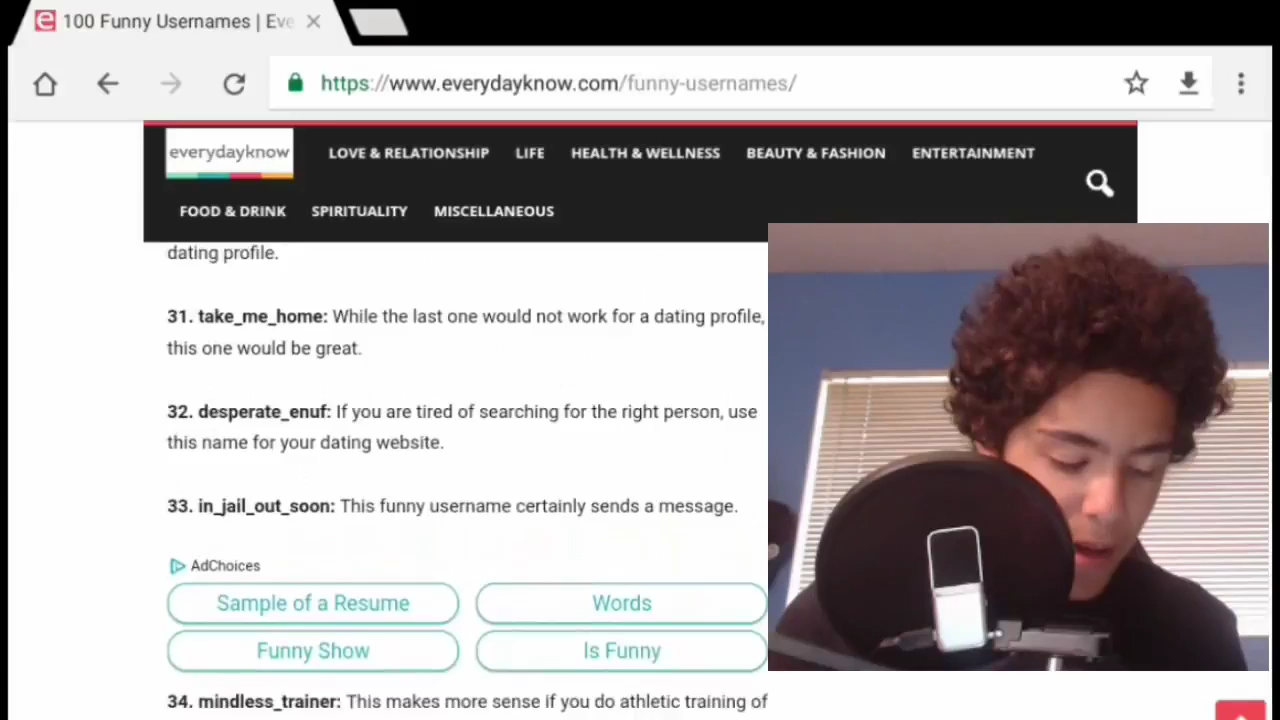 100 Funny Usernames | Eve
https://www.everydayknow.com/funny-usernames/
everydayknow
LOVE & RELATIONSHIP LIFE HEALTH & WELLNESS BEAUTY & FASHION ENTERTAINMENT
FOOD & DRINK SPIRITUALITY MISCELLANEOUS
dating profile.
31. take_me_home: While the last one would not work for a dating profile,
this one would be great.
32. desperate_enuf: If you are tired of searching for the right person, use
this name for your dating website.
33. in_jail_out_soon: This funny username certainly sends a message.
AdChoices
Sample of a Resume
Words
Funny Show
Is Funny
34. mindless_trainer: This makes more sense if you do athletic training of